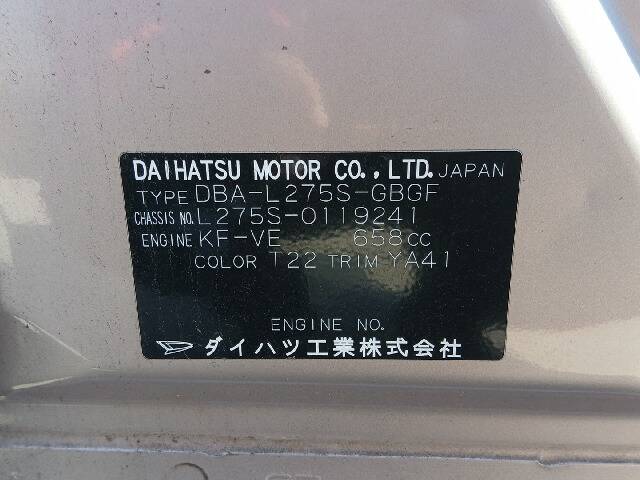 DAIHATSU MOTOR CO.,LTD. JAPAN
TYPE DBA-L275S-GBGF
CHASSIS NO. L275S-0119241
ENGINE KF-VE 658CC
COLOR T22 TRIM YA41
ENGINE NO.
ダイハツ工業株式会社